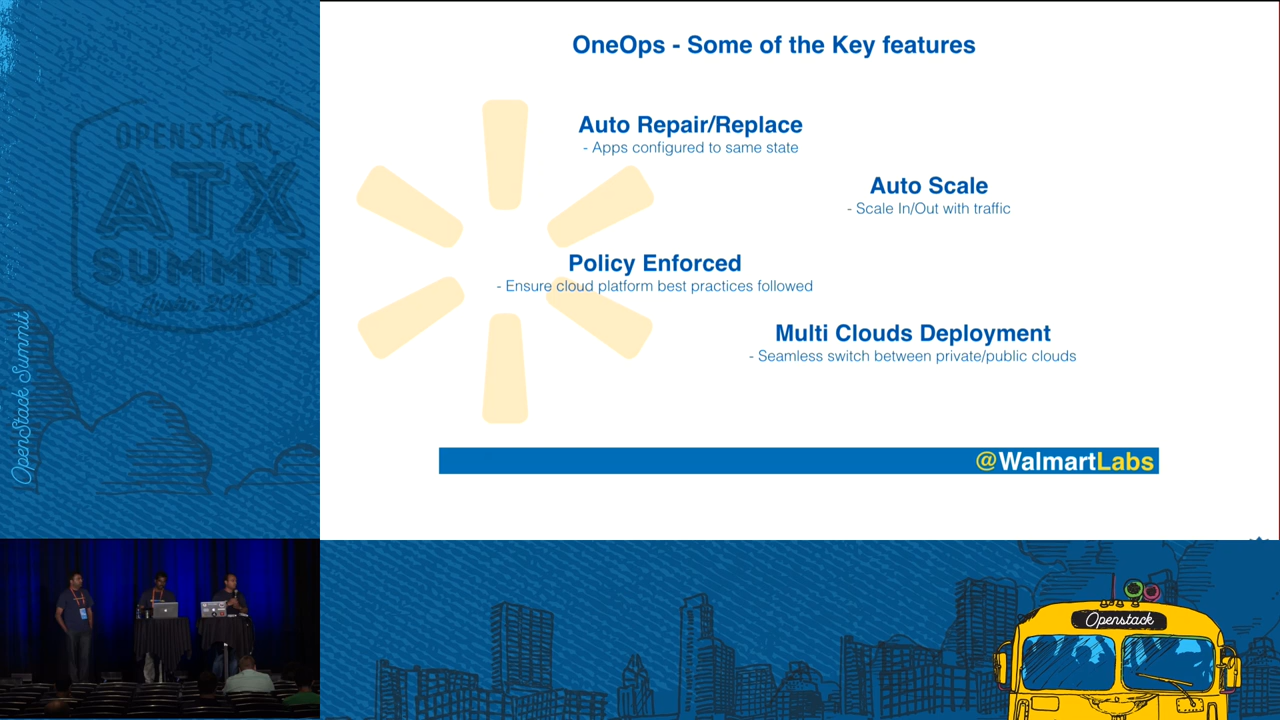 OneOps - Some of the Key features
Auto Repair/Replace
- Apps configured to same state
Auto Scale
- Scale In/Out with traffic
Policy Enforced
- Ensure cloud platform best practices followed
Multi Clouds Deployment
- Seamless switch between private/public clouds
@WalmartLabs
OPENSTACK
ATX
SUMMIT
OpenStack Summit
Openstack